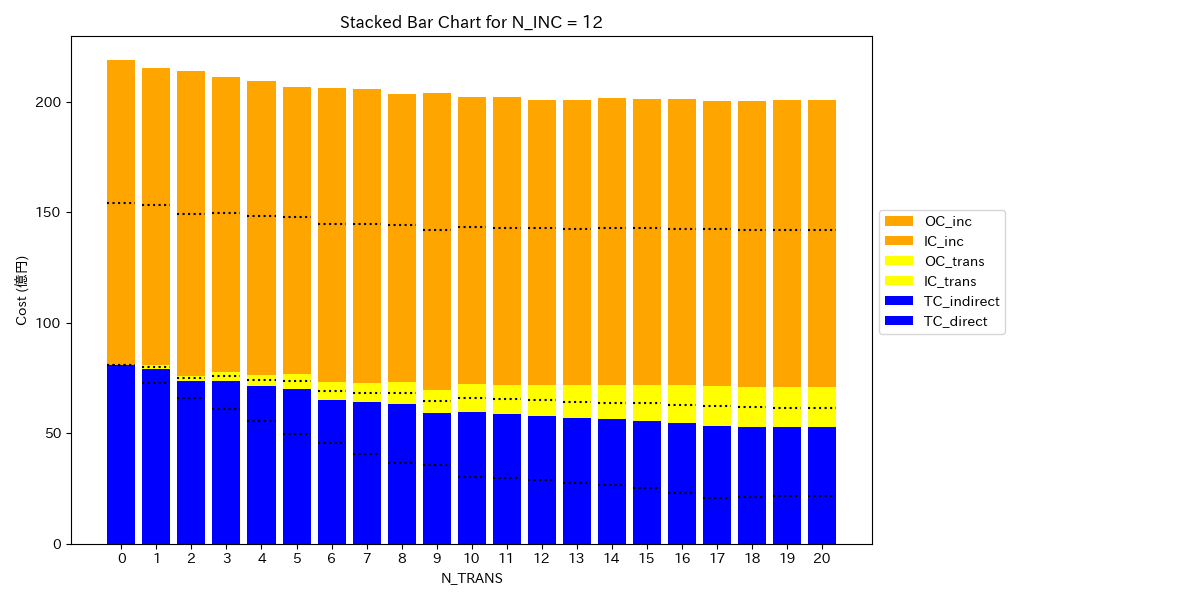 Stacked Bar Chart for N_INC = 12
Cost (億円)
200
150
100
50
0
0 1 2 3 4 5 6 7 8 9 10 11 12 13 14 15 16 17 18 19 20
N_TRANS
OC_inc
IC_inc
OC_trans
IC_trans
TC_indirect
TC_direct